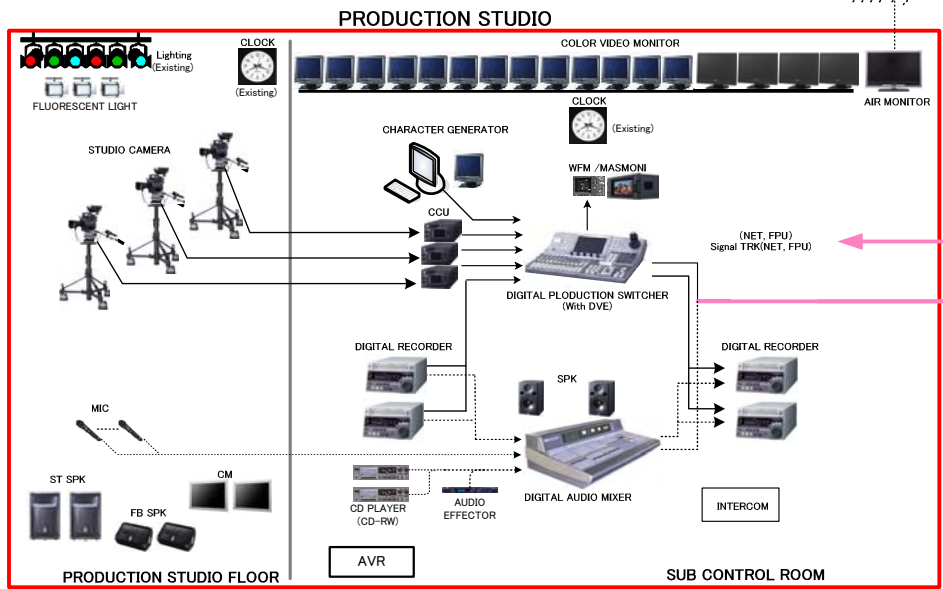 PRODUCTION STUDIO
Lighting
(Existing)
CLOCK
(Existing)
FLUORESCENT LIGHT
COLOR VIDEO MONITOR
AIR MONITOR
CLOCK
(Existing)
CHARACTER GENERATOR
STUDIO CAMERA
WFM /MASMONI
CCU
(NET, FPU)
Signal TRK(NET, FPU)
DIGITAL PLODUCTION SWITCHER
(With DVE)
DIGITAL RECORDER
SPK
DIGITAL RECORDER
MIC
ST SPK
FB SPK
CM
CD PLAYER
(CD-RW)
AUDIO
EFFECTOR
DIGITAL AUDIO MIXER
INTERCOM
AVR
PRODUCTION STUDIO FLOOR
SUB CONTROL ROOM